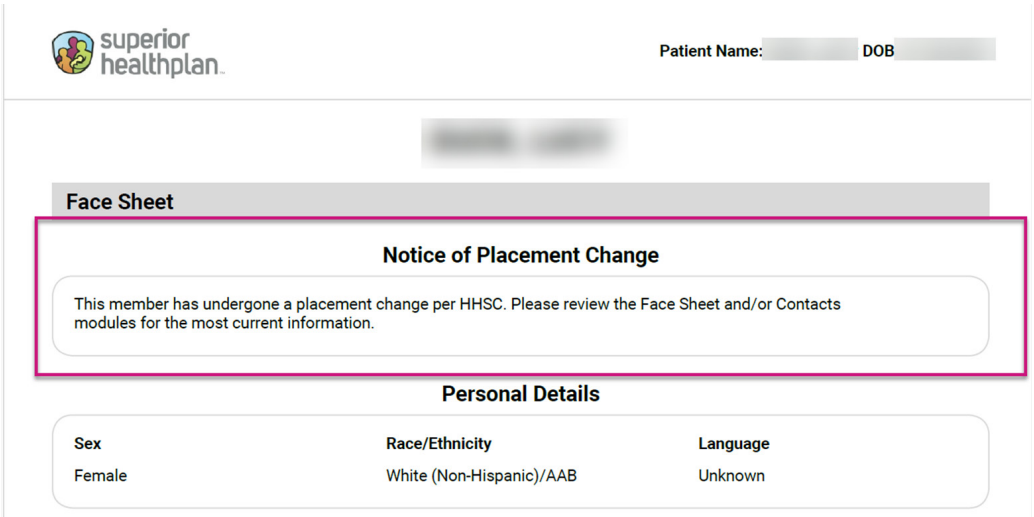 superior
healthplan™
Patient Name: DOB
Face Sheet
Notice of Placement Change
This member has undergone a placement change per HHSC. Please review the Face Sheet and/or Contacts
modules for the most current information.
Personal Details
Sex Race/Ethnicity Language
Female White (Non-Hispanic)/AAB Unknown